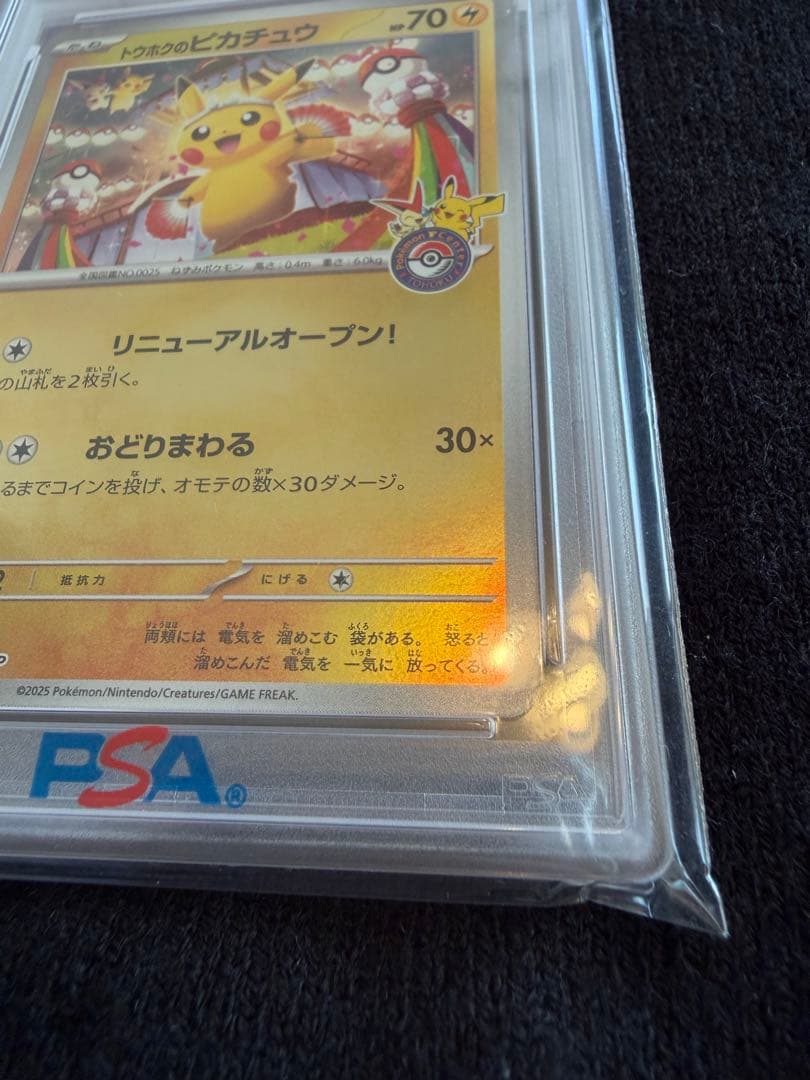 たね
トウホクのピカチュウ HP70
Pokémon Center
TOHOKU
全国図鑑NO.0025 ねずみポケモン 高さ:0.4m 重さ:6.0kg
リニューアルオープン!
の山札を2枚引く。
おどりまわる 30×
るまでコインを投げ、オモテの数×30ダメージ。
抵抗力 にげる
両頬には 電気を 溜めこむ 袋がある。 怒ると
溜めこんだ 電気を 一気に 放ってくる。
©2025 Pokémon/Nintendo/Creatures/GAME FREAK.
PSA®
PSA